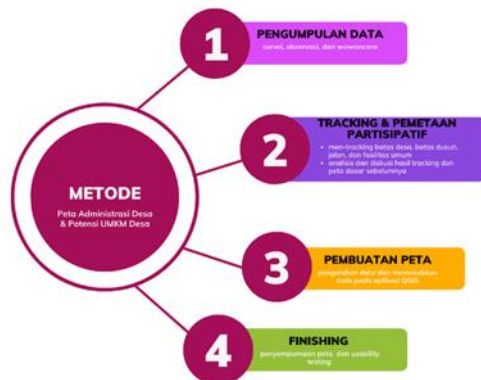 METODE
Peta Administrasi Desa
& Potensi UMKM Desa
1
PENGUMPULAN DATA
survei, observasi, dan wawancara
2
TRACKING & PEMETAAN
PARTISIPATIF
• men-tracking batas desa, batas dusun,
jalan, dan fasilitas umum
• analisis dan diskusi hasil tracking dan
peta dasar sebelumnya
3
PEMBUATAN PETA
pengolahan data dan memasukkan
data pada aplikasi QGIS
4
FINISHING
penyempurnaan peta dan usability
testing